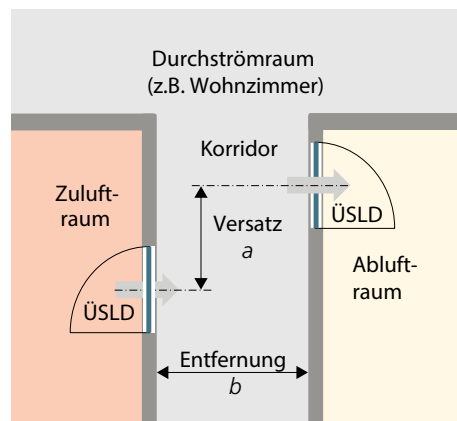 Durchströmraum
(z.B. Wohnzimmer)
Korridor
Zuluft-
raum
ÜSLD
Versatz
a
Abluft-
raum
ÜSLD
Entfernung
b